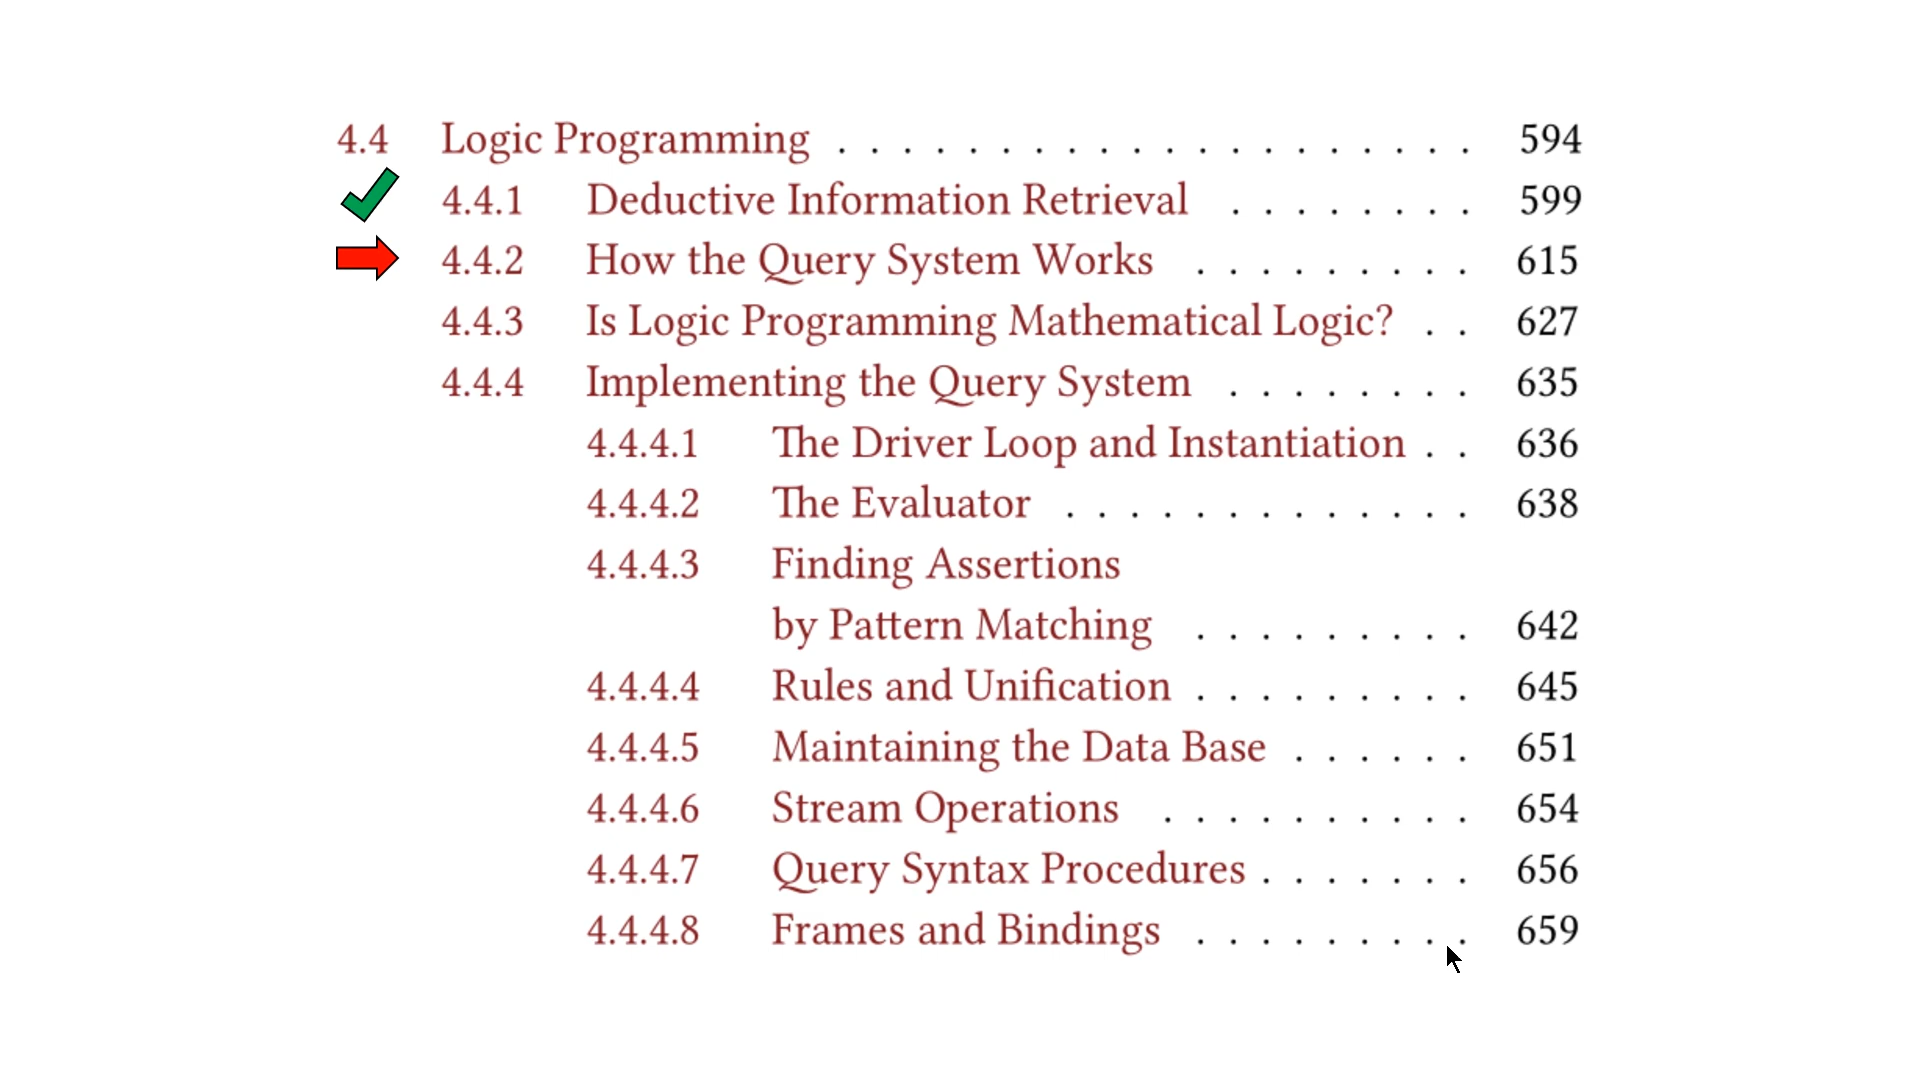 4.4 Logic Programming . . . . . . . . . . . . . . . . . . . . 594
4.4.1 Deductive Information Retrieval . . . . . . . . 599
4.4.2 How the Query System Works . . . . . . . . . 615
4.4.3 Is Logic Programming Mathematical Logic? . . 627
4.4.4 Implementing the Query System . . . . . . . . 635
4.4.4.1 The Driver Loop and Instantiation . . 636
4.4.4.2 The Evaluator . . . . . . . . . . . . . 638
4.4.4.3 Finding Assertions
by Pattern Matching . . . . . . . . . 642
4.4.4.4 Rules and Unification . . . . . . . . . 645
4.4.4.5 Maintaining the Data Base . . . . . . 651
4.4.4.6 Stream Operations . . . . . . . . . . 654
4.4.4.7 Query Syntax Procedures . . . . . . . 656
4.4.4.8 Frames and Bindings . . . . . . . . . 659